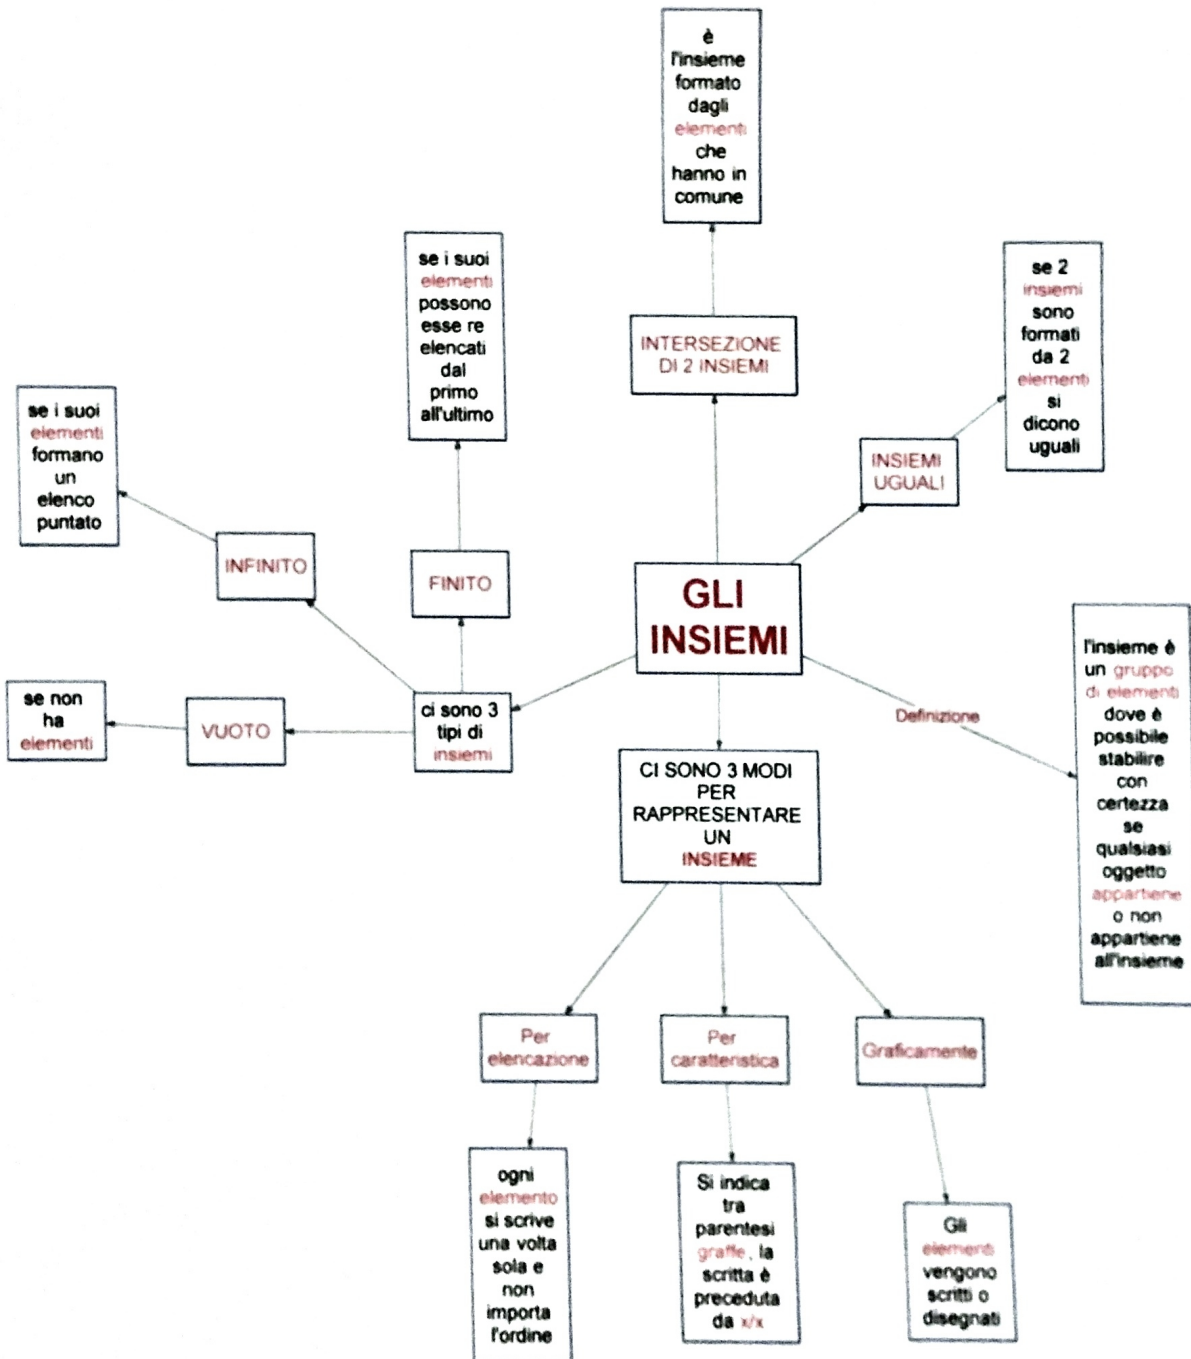 è
l'insieme
formato
dagli
elementi
che
hanno in
comune
se i suoi
elementi
possono
esse re
elencati
dal
primo
all'ultimo
se 2
insiemi
sono
formati
da 2
elementi
si
dicono
uguali
INTERSEZIONE
DI 2 INSIEMI
se i suoi
elementi
formano
un
elenco
puntato
INSIEMI
UGUALI
INFINITO
FINITO
GLI
INSIEMI
l'insieme è
un gruppo
di elementi
dove è
possibile
stabilire
con
certezza
se
qualsiasi
oggetto
appartiene
o non
appartiene
all'insieme
se non
ha
elementi
VUOTO
ci sono 3
tipi di
insiemi
Definizione
CI SONO 3 MODI
PER
RAPPRESENTARE
UN
INSIEME
Per
elencazione
Per
caratteristica
Graficamente
ogni
elemento
si scrive
una volta
sola e
non
importa
l'ordine
Si indica
tra
parentesi
graffe, la
scritta è
preceduta
da x/x
Gli
elementi
vengono
scritti o
disegnati